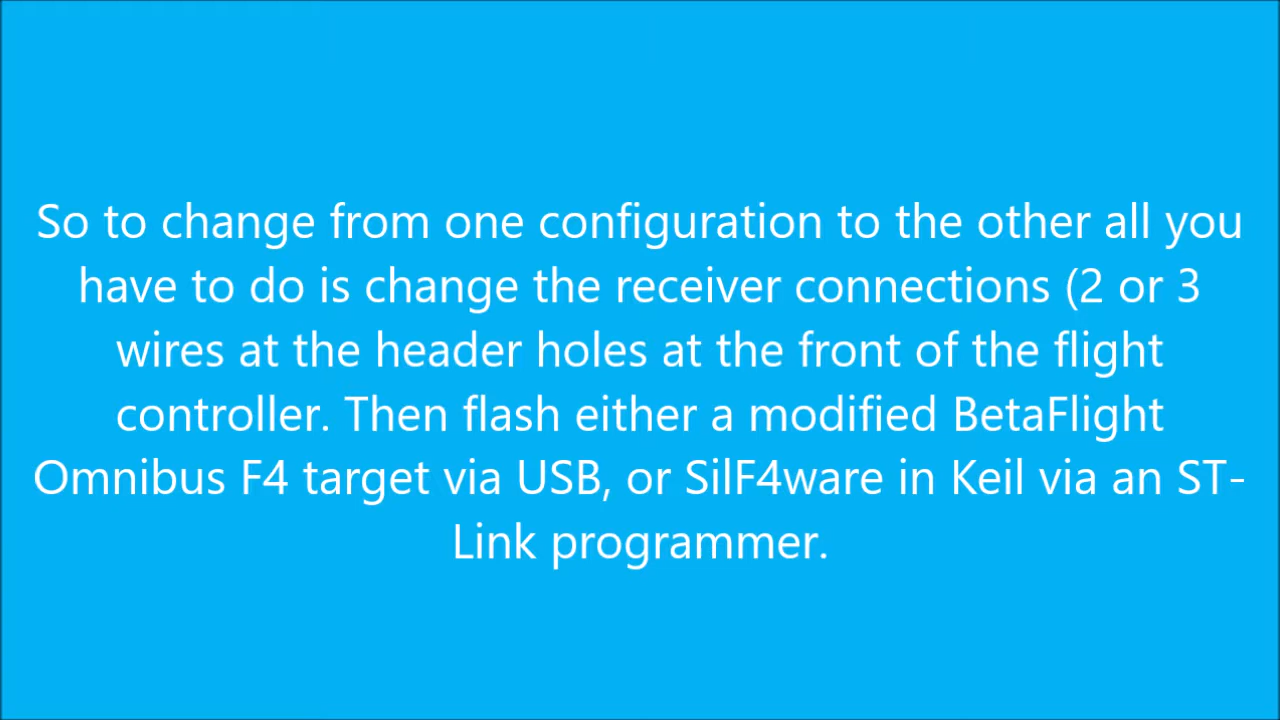 So to change from one configuration to the other all you
have to do is change the receiver connections (2 or 3
wires at the header holes at the front of the flight
controller. Then flash either a modified BetaFlight
Omnibus F4 target via USB, or SilF4ware in Keil via an ST-
Link programmer.